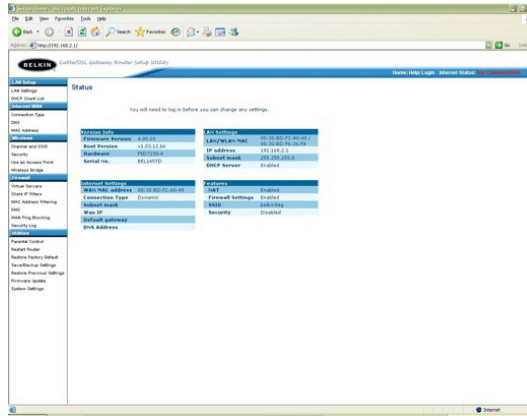 Setup Home - Microsoft Internet Explorer
File Edit View Favorites Tools Help
Back Search Favorites
Address http://192.168.2.1/ Go
BELKIN Cable/DSL Gateway Router Setup Utility
Home|Help|Login Internet Status:
LAN Setup
LAN Settings
DHCP Client List
Internet WAN
Connection Type
DNS
MAC Address
Wireless
Channel and SSID
Security
Use as Access Point
Wireless Bridge
Firewall
Virtual Servers
Client IP Filters
MAC Address Filtering
DMZ
WAN Ping Blocking
Security Log
Utilities
Parental Control
Restart Router
Restore Factory Default
Save/Backup Settings
Restore Previous Settings
Firmware Update
System Settings
Status
You will need to log in before you can change any settings.
Version Info
Firmware Version
Boot Version
Hardware
Serial No.
LAN Settings
LAN/WLAN MAC
IP address 192.168.2.1
Subnet mask 255.255.255.0
DHCP Server Enabled
Internet Settings
WAN MAC address
Connection Type Dynamic
Subnet mask
Wan IP
Default gateway
DNS Address
Features
NAT Enabled
Firewall Settings Enabled
SSID belkin54g
Security Disabled
Internet